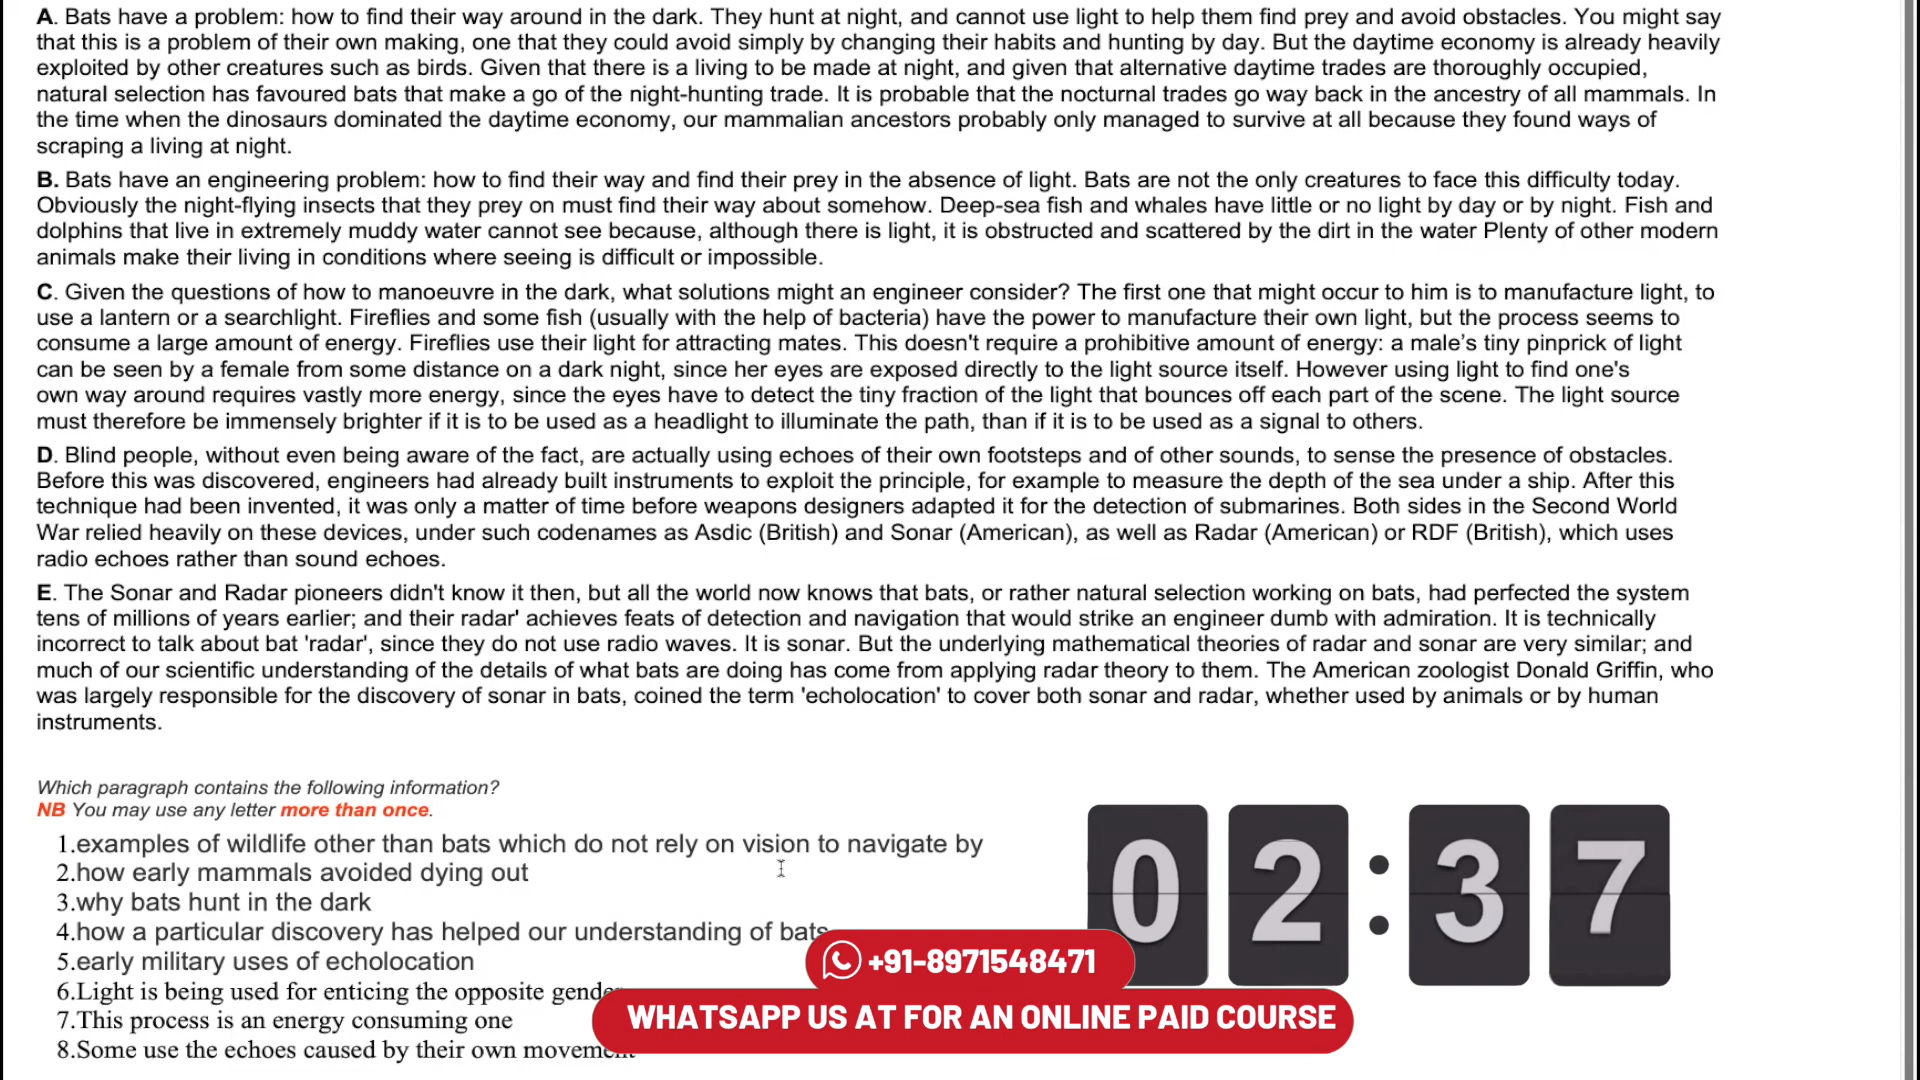 A. Bats have a problem: how to find their way around in the dark. They hunt at night, and cannot use light to help them find prey and avoid obstacles. You might say
that this is a problem of their own making, one that they could avoid simply by changing their habits and hunting by day. But the daytime economy is already heavily
exploited by other creatures such as birds. Given that there is a living to be made at night, and given that alternative daytime trades are thoroughly occupied,
natural selection has favoured bats that make a go of the night-hunting trade. It is probable that the nocturnal trades go way back in the ancestry of all mammals. In
the time when the dinosaurs dominated the daytime economy, our mammalian ancestors probably only managed to survive at all because they found ways of
scraping a living at night.
B. Bats have an engineering problem: how to find their way and find their prey in the absence of light. Bats are not the only creatures to face this difficulty today.
Obviously the night-flying insects that they prey on must find their way about somehow. Deep-sea fish and whales have little or no light by day or by night. Fish and
dolphins that live in extremely muddy water cannot see because, although there is light, it is obstructed and scattered by the dirt in the water Plenty of other modern
animals make their living in conditions where seeing is difficult or impossible.
C. Given the questions of how to manoeuvre in the dark, what solutions might an engineer consider? The first one that might occur to him is to manufacture light, to
use a lantern or a searchlight. Fireflies and some fish (usually with the help of bacteria) have the power to manufacture their own light, but the process seems to
consume a large amount of energy. Fireflies use their light for attracting mates. This doesn't require a prohibitive amount of energy: a male's tiny pinprick of light
can be seen by a female from some distance on a dark night, since her eyes are exposed directly to the light source itself. However using light to find one's
own way around requires vastly more energy, since the eyes have to detect the tiny fraction of the light that bounces off each part of the scene. The light source
must therefore be immensely brighter if it is to be used as a headlight to illuminate the path, than if it is to be used as a signal to others.
D. Blind people, without even being aware of the fact, are actually using echoes of their own footsteps and of other sounds, to sense the presence of obstacles.
Before this was discovered, engineers had already built instruments to exploit the principle, for example to measure the depth of the sea under a ship. After this
technique had been invented, it was only a matter of time before weapons designers adapted it for the detection of submarines. Both sides in the Second World
War relied heavily on these devices, under such codenames as Asdic (British) and Sonar (American), as well as Radar (American) or RDF (British), which uses
radio echoes rather than sound echoes.
E. The Sonar and Radar pioneers didn't know it then, but all the world now knows that bats, or rather natural selection working on bats, had perfected the system
tens of millions of years earlier; and their radar' achieves feats of detection and navigation that would strike an engineer dumb with admiration. It is technically
incorrect to talk about bat 'radar', since they do not use radio waves. It is sonar. But the underlying mathematical theories of radar and sonar are very similar; and
much of our scientific understanding of the details of what bats are doing has come from applying radar theory to them. The American zoologist Donald Griffin, who
was largely responsible for the discovery of sonar in bats, coined the term 'echolocation' to cover both sonar and radar, whether used by animals or by human
instruments.
Which paragraph contains the following information?
NB You may use any letter more than once.
1.examples of wildlife other than bats which do not rely on vision to navigate by
2.how early mammals avoided dying out
3.why bats hunt in the dark
4.how a particular discovery has helped our understanding of bats
5.early military uses of echolocation
6.Light is being used for enticing the opposite gender
7.This process is an energy consuming one
8.Some use the echoes caused by their own movement
02:37
+91-8971548471
WHATSAPP US AT FOR AN ONLINE PAID COURSE